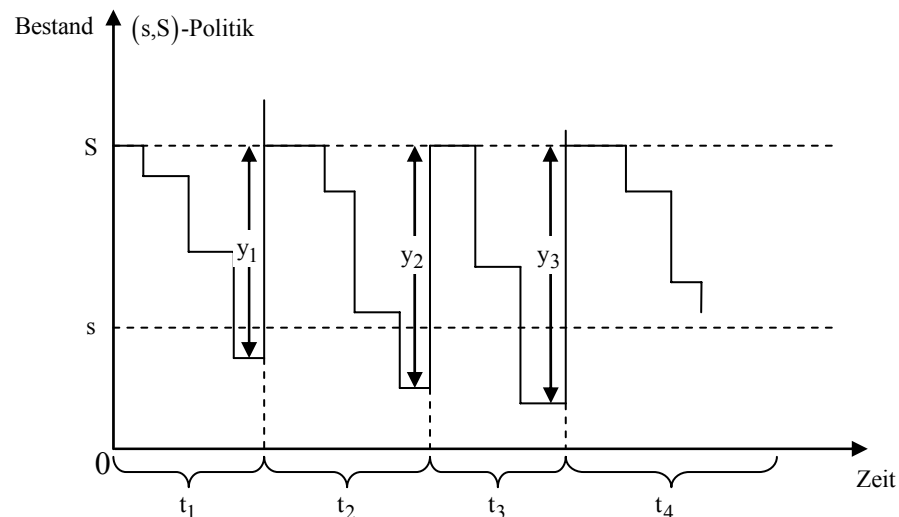 Bestand (s,S)-Politik
S
y₁ y₂ y₃
s
0
Zeit
t₁ t₂ t₃ t₄